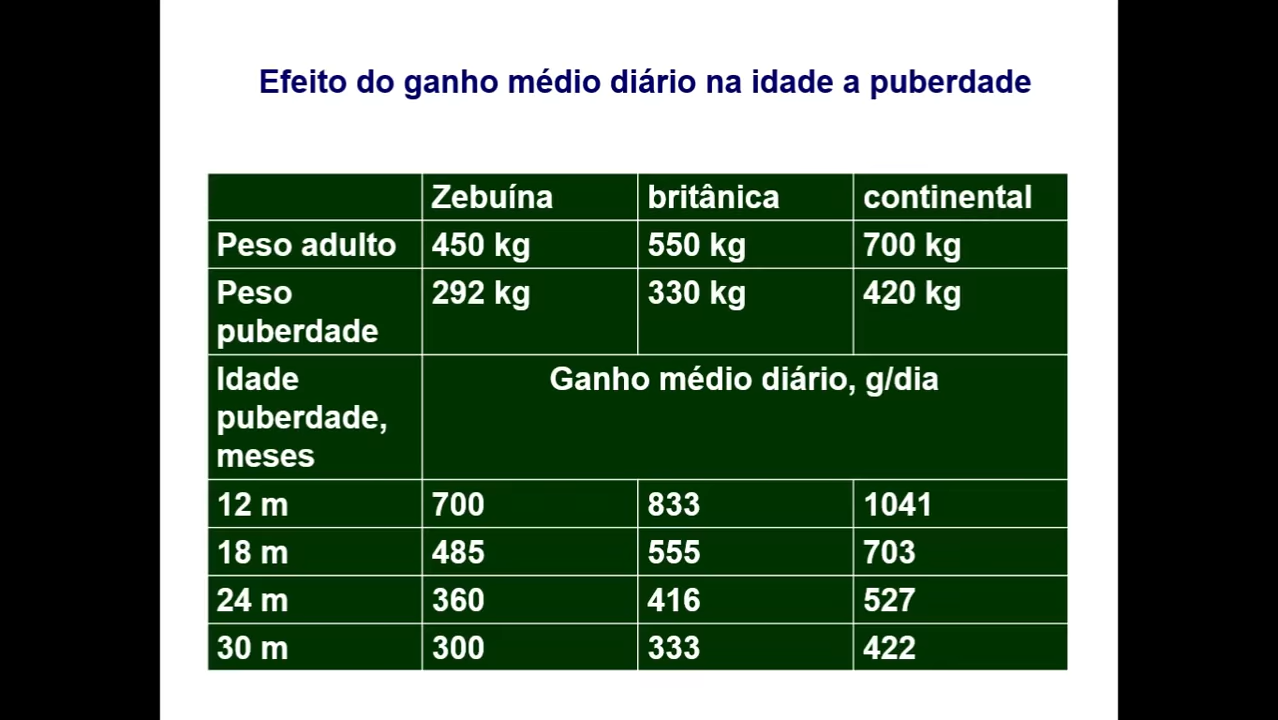 Efeito do ganho médio diário na idade a puberdade
Zebuína britânica continental
Peso adulto 450 kg 550 kg 700 kg
Peso 292 kg 330 kg 420 kg
puberdade
Idade Ganho médio diário, g/dia
puberdade,
meses
12 m 700 833 1041
18 m 485 555 703
24 m 360 416 527
30 m 300 333 422